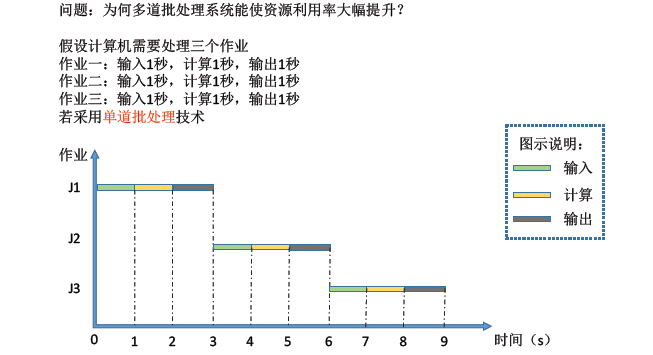 问题：为何多道批处理系统能使资源利用率大幅提升？
假设计算机需要处理三个作业
作业一：输入1秒，计算1秒，输出1秒
作业二：输入1秒，计算1秒，输出1秒
作业三：输入1秒，计算1秒，输出1秒
若采用单道批处理技术
作业
图示说明：
输入
计算
输出
J1
J2
J3
0 1 2 3 4 5 6 7 8 9 时间（s）